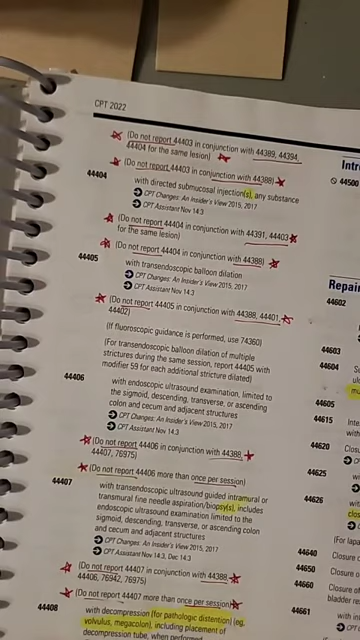 CPT 2022
(Do not report 44403 in conjunction with 44389, 44394,
44404 for the same lesion)
(Do not report 44403 in conjunction with 44388)
44404
with directed submucosal injection(s), any substance
CPT Changes: An Insider's View 2015, 2017
CPT Assistant Nov 14:3
(Do not report 44404 in conjunction with 44391, 44403
for the same lesion)
(Do not report 44404 in conjunction with 44388)
44405
with transendoscopic balloon dilation
CPT Changes: An Insider's View 2015, 2017
CPT Assistant Nov 14:3
(Do not report 44405 in conjunction with 44388, 44401,
44402)
(If fluoroscopic guidance is performed, use 74360)
(For transendoscopic balloon dilation of multiple
strictures during the same session, report 44405 with
modifier 59 for each additional stricture dilated)
44406
with endoscopic ultrasound examination, limited to
the sigmoid, descending, transverse, or ascending
colon and cecum and adjacent structures
CPT Changes: An Insider's View 2015, 2017
CPT Assistant Nov 14:3
(Do not report 44406 in conjunction with 44388,
44407, 76975)
(Do not report 44406 more than once per session)
44407
with transendoscopic ultrasound guided intramural or
transmural fine needle aspiration/biopsy(s), includes
endoscopic ultrasound examination limited to the
sigmoid, descending, transverse, or ascending colon
and cecum and adjacent structures
CPT Changes: An Insider's View 2015, 2017
CPT Assistant Nov 14:3, Dec 14:3
(Do not report 44407 in conjunction with 44388,
44406, 76942, 76975)
(Do not report 44407 more than once per session)
44408
with decompression (for pathologic distention) (eg,
volvulus, megacolon), including placement of
decompression tube, when performed
44500
Repair
44602
44603
44604
44605
44615
44620
44625
44626
44640
Closure
44650
Closure
44660
Closure of
bladder
44661